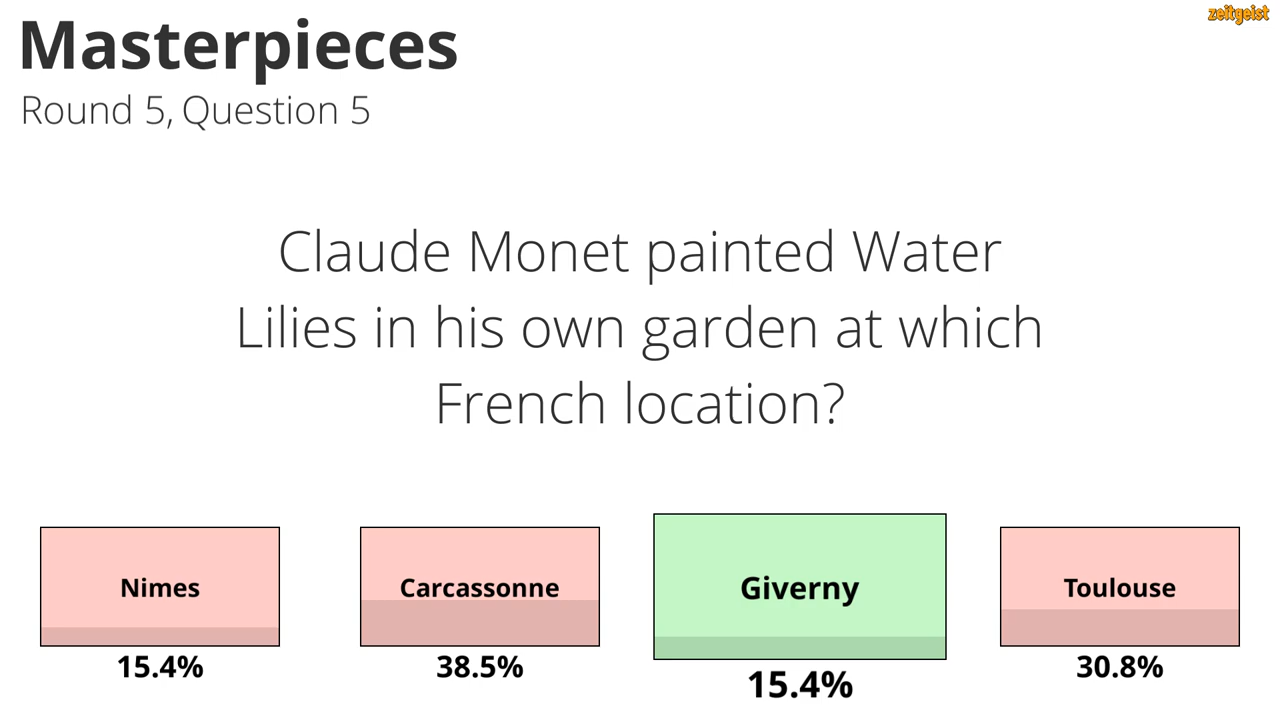 zeitgeist
Masterpieces
Round 5, Question 5
Claude Monet painted Water
Lilies in his own garden at which
French location?
Nimes
Carcassonne
Giverny
Toulouse
15.4%
38.5%
15.4%
30.8%